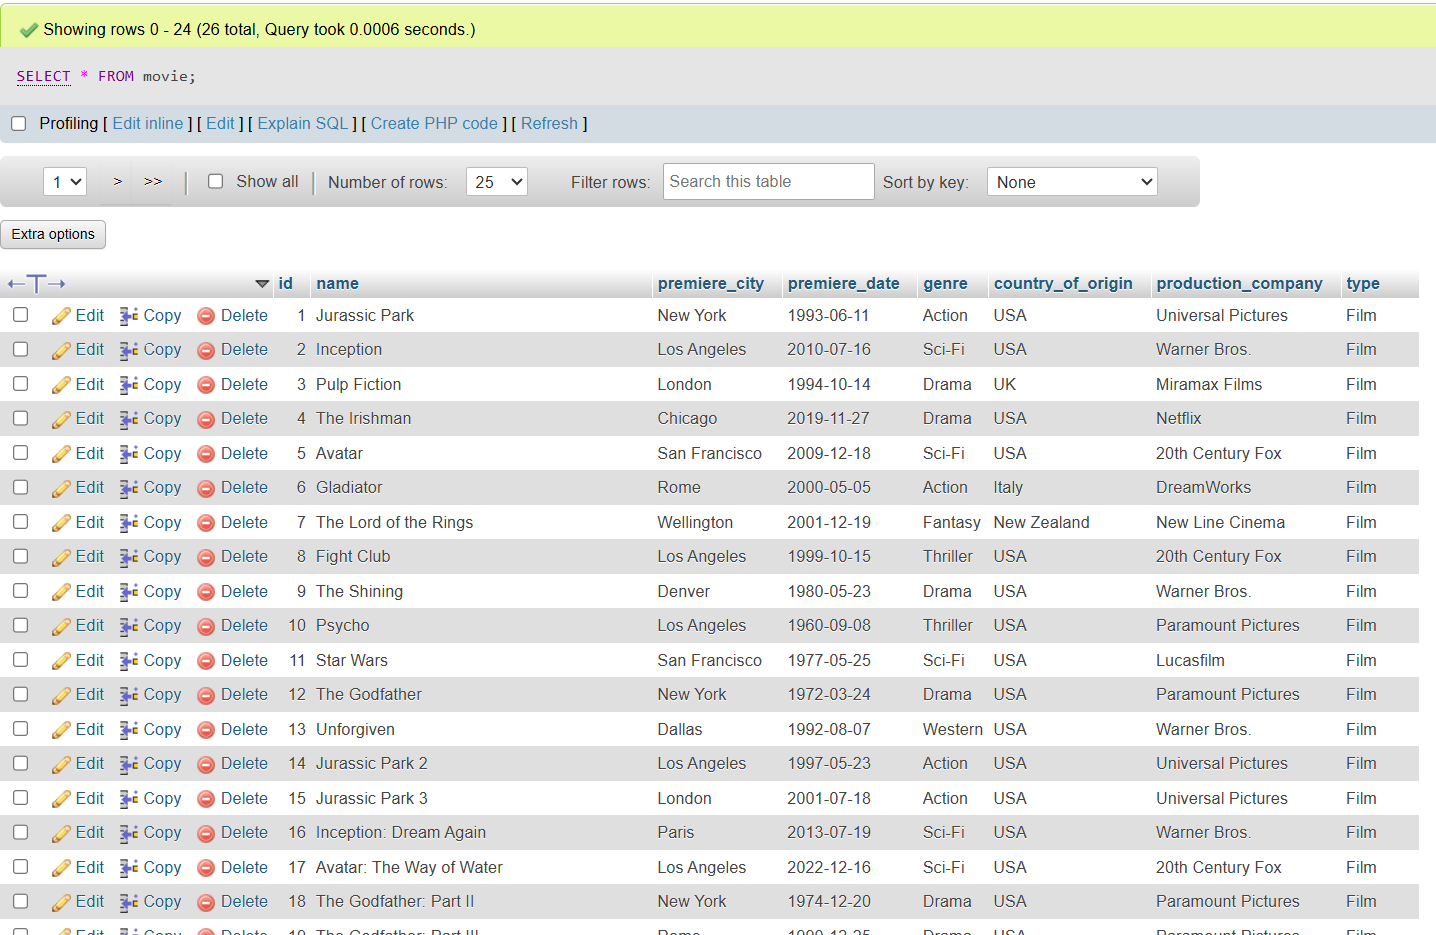 Showing rows 0 - 24 (26 total, Query took 0.0006 seconds.)
SELECT * FROM movie;
Profiling [ Edit inline ] [ Edit ] [ Explain SQL ] [ Create PHP code ] [ Refresh ]
1 > >> | Show all | Number of rows: 25 Filter rows: Search this table Sort by key: None
Extra options
←T→ id name premiere_city premiere_date genre country_of_origin production_company type
Edit Copy Delete 1 Jurassic Park New York 1993-06-11 Action USA Universal Pictures Film
Edit Copy Delete 2 Inception Los Angeles 2010-07-16 Sci-Fi USA Warner Bros. Film
Edit Copy Delete 3 Pulp Fiction London 1994-10-14 Drama UK Miramax Films Film
Edit Copy Delete 4 The Irishman Chicago 2019-11-27 Drama USA Netflix Film
Edit Copy Delete 5 Avatar San Francisco 2009-12-18 Sci-Fi USA 20th Century Fox Film
Edit Copy Delete 6 Gladiator Rome 2000-05-05 Action Italy DreamWorks Film
Edit Copy Delete 7 The Lord of the Rings Wellington 2001-12-19 Fantasy New Zealand New Line Cinema Film
Edit Copy Delete 8 Fight Club Los Angeles 1999-10-15 Thriller USA 20th Century Fox Film
Edit Copy Delete 9 The Shining Denver 1980-05-23 Drama USA Warner Bros. Film
Edit Copy Delete 10 Psycho Los Angeles 1960-09-08 Thriller USA Paramount Pictures Film
Edit Copy Delete 11 Star Wars San Francisco 1977-05-25 Sci-Fi USA Lucasfilm Film
Edit Copy Delete 12 The Godfather New York 1972-03-24 Drama USA Paramount Pictures Film
Edit Copy Delete 13 Unforgiven Dallas 1992-08-07 Western USA Warner Bros. Film
Edit Copy Delete 14 Jurassic Park 2 Los Angeles 1997-05-23 Action USA Universal Pictures Film
Edit Copy Delete 15 Jurassic Park 3 London 2001-07-18 Action USA Universal Pictures Film
Edit Copy Delete 16 Inception: Dream Again Paris 2013-07-19 Sci-Fi USA Warner Bros. Film
Edit Copy Delete 17 Avatar: The Way of Water Los Angeles 2022-12-16 Sci-Fi USA 20th Century Fox Film
Edit Copy Delete 18 The Godfather: Part II New York 1974-12-20 Drama USA Paramount Pictures Film
Edit Copy Delete 19 The Godfather: Part III Rome 1990-12-25 Drama USA Paramount Pictures Film